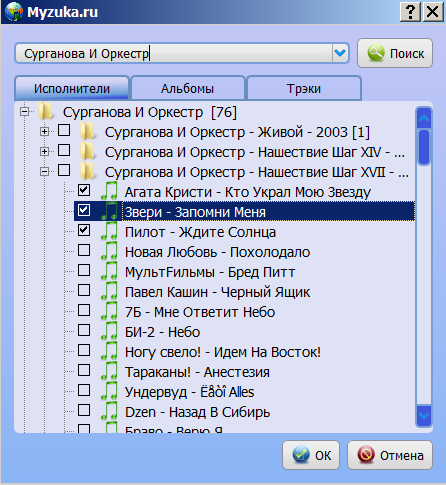 Myzuka.ru
Сурганова И Оркестр
Поиск
Исполнители
Альбомы
Трэки
Сурганова И Оркестр [76]
Сурганова И Оркестр - Живой - 2003 [1]
Сурганова И Оркестр - Нашествие Шаг XIV - ...
Сурганова И Оркестр - Нашествие Шаг XVII - ...
Агата Кристи - Кто Украл Мою Звезду
Звери - Запомни Меня
Пилот - Ждите Солнца
Новая Любовь - Похолодало
МультFильмы - Бред Питт
Павел Кашин - Черный Ящик
7Б - Мне Ответит Небо
БИ-2 - Небо
Ногу свело! - Идем На Восток!
Тараканы! - Анестезия
Ундервуд - Ëåòî Alles
Dzen - Назад В Сибирь
Браво - Верю Я
OK
Отмена